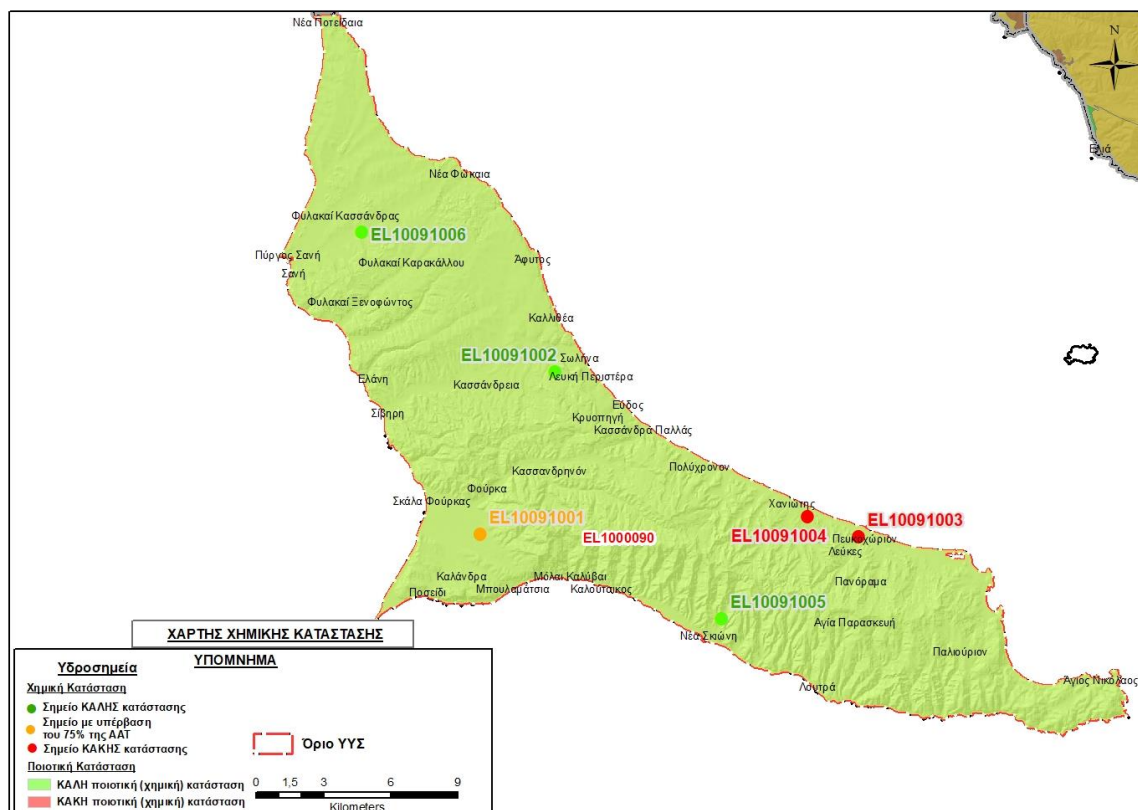 Νέα Ποτείδαια
N
Ελιά
Νέα Φώκαια
Φυλακαί Κασσάνδρας
EL10091006
Πύργος Σανή
Φυλακαί Καρακάλλου
Άφυτος
Σανή
Φυλακαί Ξενοφώντος
Καλλιθέα
EL10091002
Σωλήνα
Ελάνη
Κασσάνδρεια
Λευκή Περιστέρα
Σίβηρη
Εύδος
Κρυοπηγή
Κασσάνδρα Παλλάς
Κασσανδρηνόν
Πολύχρονον
Φούρκα
Σκάλα Φούρκας
Χανιώτης
EL10091001
EL10091003
EL1000090
EL10091004
Πευκοχώριον
Λεύκες
Καλάνδρα
Μόλαι Καλύβαι
Πανόραμα
Ποσείδι
Μπουλαμάτσια
Καλούταικος
EL10091005
Αγία Παρασκευή
Νέα Σκιώνη
Παλιούριον
Λουτρά
Άγιος Νικόλαος
ΧΑΡΤΗΣ ΧΗΜΙΚΗΣ ΚΑΤΑΣΤΑΣΗΣ
ΥΠΟΜΝΗΜΑ
Υδροσημεία
Χημική Κατάσταση
Σημείο ΚΑΛΗΣ κατάστασης
Σημείο με υπέρβαση
του 75% της ΑΑΤ
Σημείο ΚΑΚΗΣ κατάστασης
Όριο ΥΥΣ
Ποιοτική Κατάσταση
ΚΑΛΗ ποιοτική (χημική) κατάσταση
ΚΑΚΗ ποιοτική (χημική) κατάσταση
0 1,5 3 6 9
Kilometers